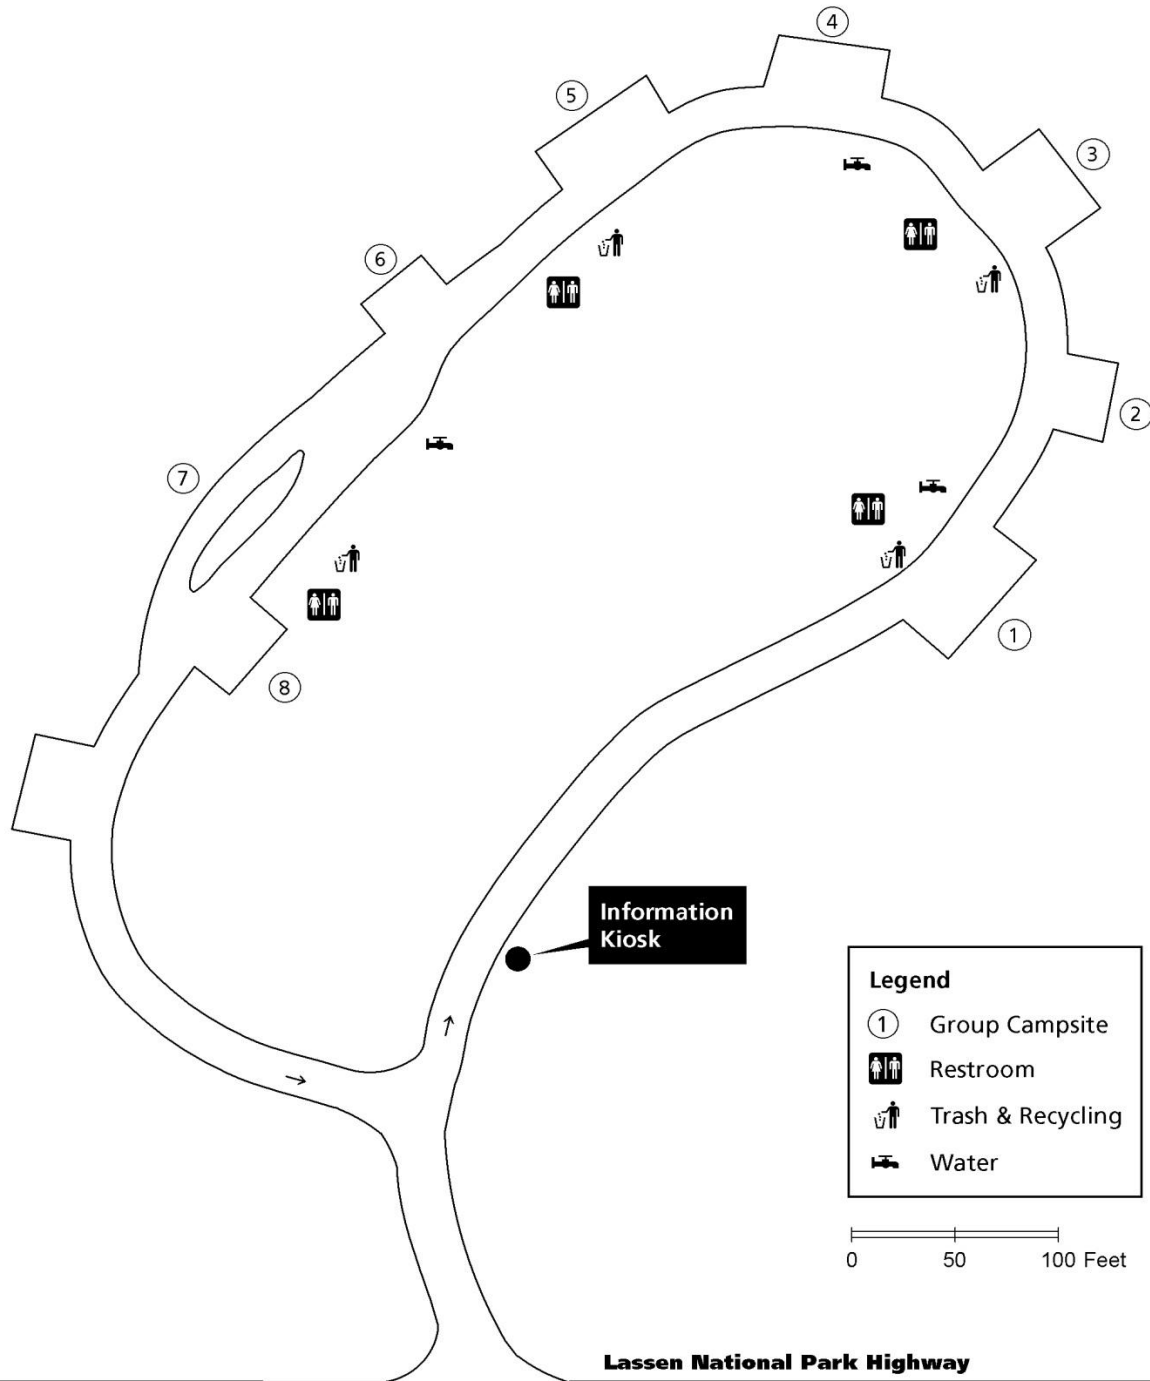 4
5
3
6
2
7
1
8
Information
Kiosk
Legend
1 Group Campsite
Restroom
Trash & Recycling
Water
0 50 100 Feet
Lassen National Park Highway